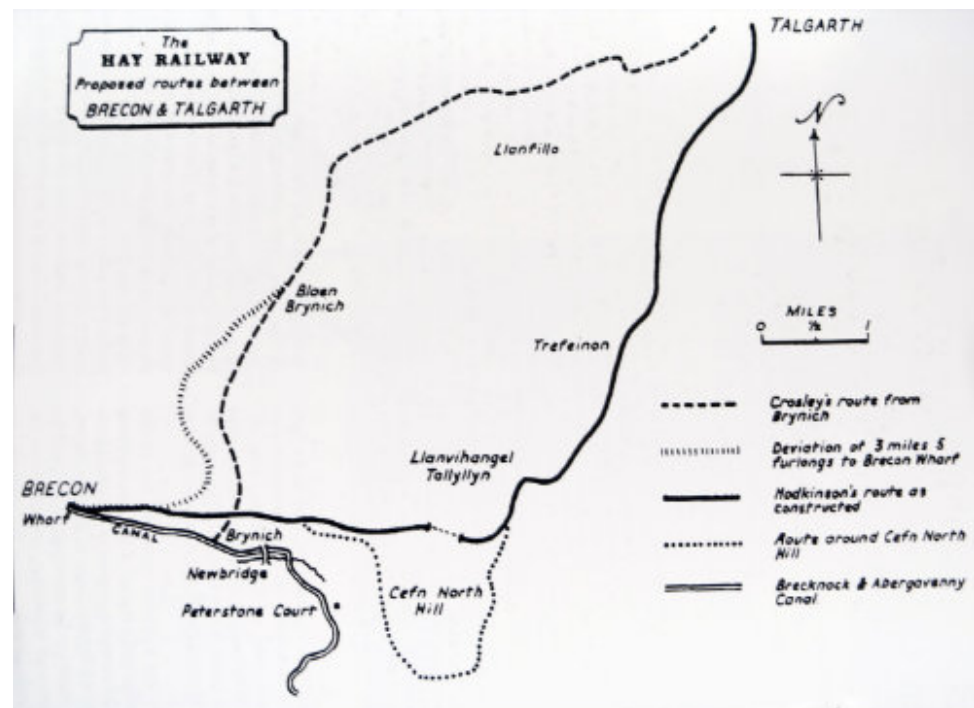 The
HAY RAILWAY
Proposed routes between
BRECON & TALGARTH
TALGARTH
N
Llanfillo
Blaen
Brynich
MILES
0 ½ 1
Trefeinon
Crosley's route from
Brynich
Deviation of 3 miles 5
furlongs to Brecon Wharf
Hodkinson's route as
constructed
Route around Cefn North
Hill
Brecknock & Abergavenny
Canal
Llanvihangel
Tallyllyn
BRECON
Wharf
CANAL
Brynich
Newbridge
Cefn North
Hill
Peterstone Court